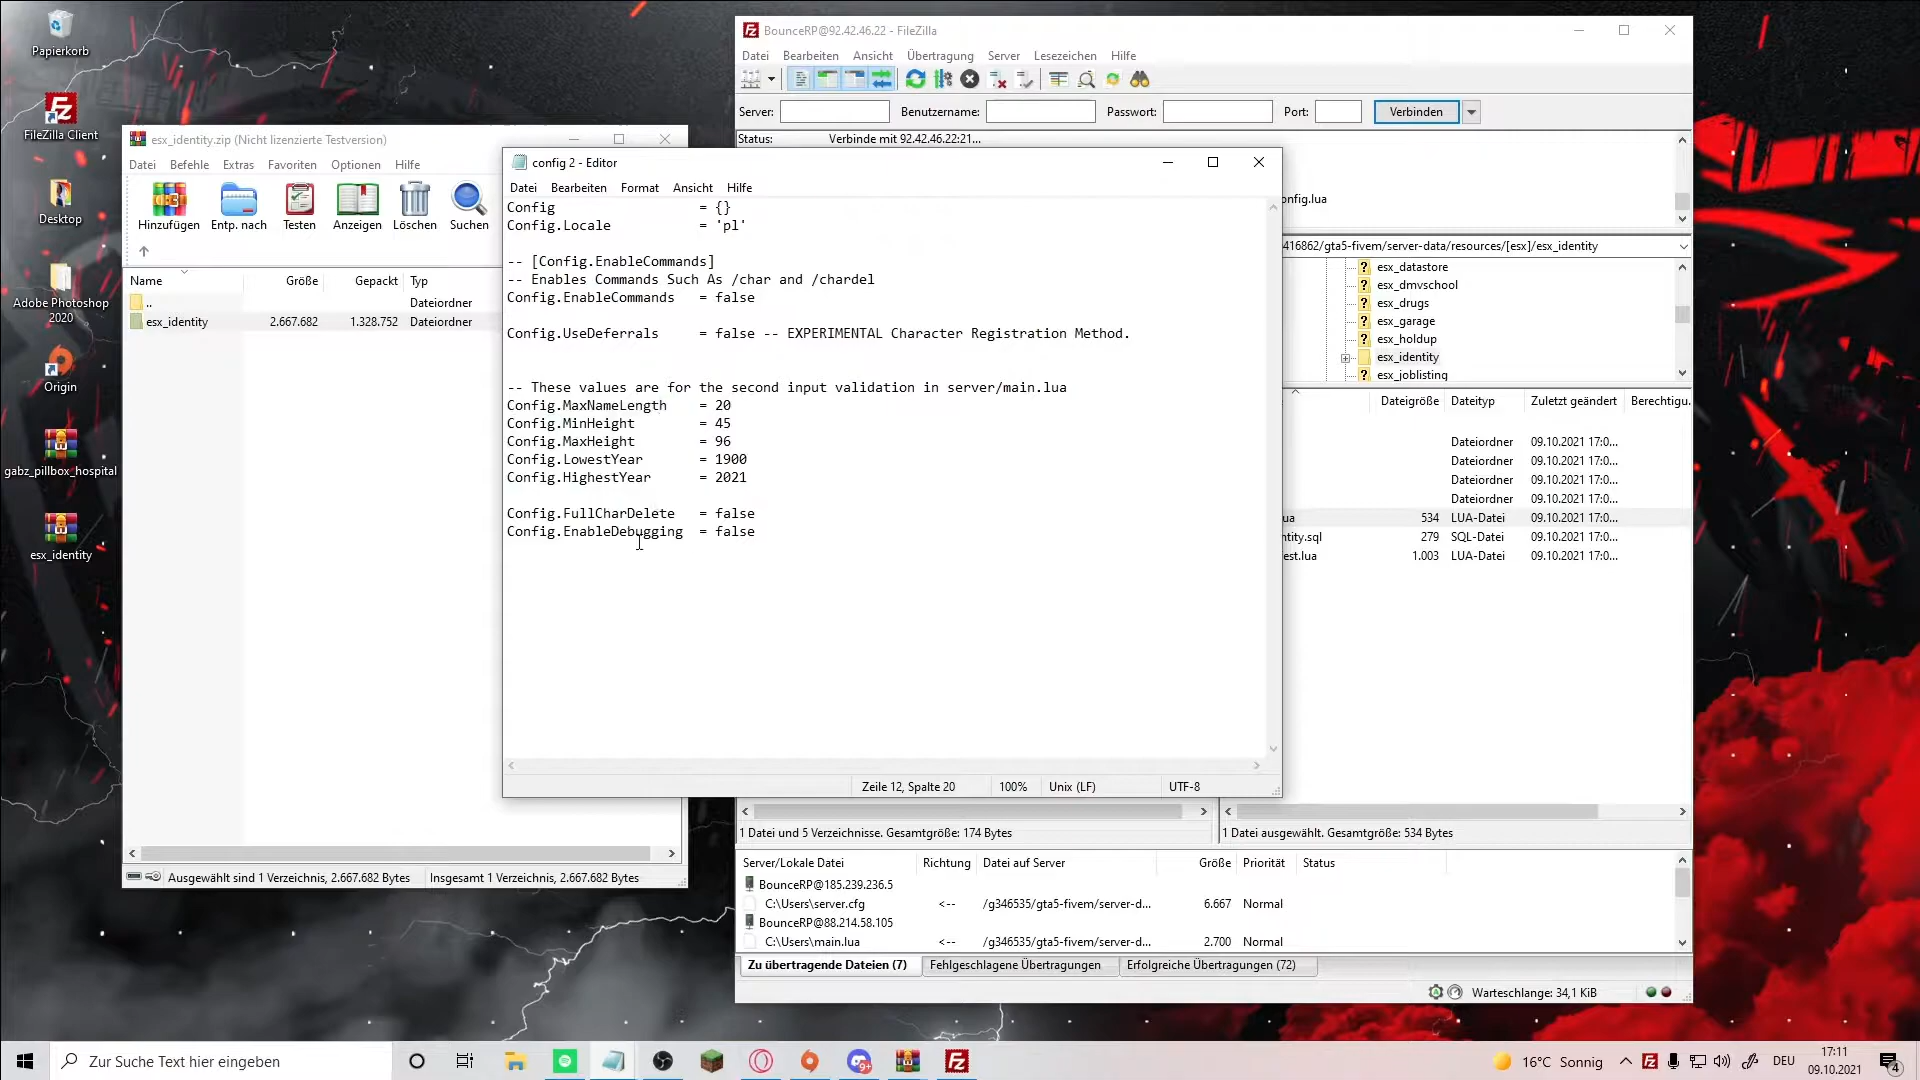 Papierkorb
FileZilla Client
Desktop
Adobe Photoshop
2020
Origin
gabz_pillbox_hospital
esx_identity
esx_identity.zip (Nicht lizenzierte Testversion)
Datei Befehle Extras Favoriten Optionen Hilfe
Hinzufügen Entp. nach Testen Anzeigen Löschen Suchen
Name Größe Gepackt Typ
.. Dateiordner
esx_identity 2.667.682 1.328.752 Dateiordner
Ausgewählt sind 1 Verzeichnis, 2.667.682 Bytes Insgesamt 1 Verzeichnis, 2.667.682 Bytes
BounceRP@92.42.46.22 - FileZilla
Datei Bearbeiten Ansicht Übertragung Server Lesezeichen Hilfe
Server: Benutzername: Passwort: Port: Verbinden
Status: Verbinde mit 92.42.46.22:21...
onfig.lua
416862/gta5-fivem/server-data/resources/[esx]/esx_identity
esx_datastore
esx_dmvschool
esx_drugs
esx_garage
esx_holdup
esx_identity
esx_joblisting
Dateigröße Dateityp Zuletzt geändert Berechtigu.
Dateiordner 09.10.2021 17:0...
Dateiordner 09.10.2021 17:0...
Dateiordner 09.10.2021 17:0...
Dateiordner 09.10.2021 17:0...
ua 534 LUA-Datei 09.10.2021 17:0...
ntity.sql 279 SQL-Datei 09.10.2021 17:0...
est.lua 1.003 LUA-Datei 09.10.2021 17:0...
config 2 - Editor
Datei Bearbeiten Format Ansicht Hilfe
Config = {}
Config.Locale = 'pl'
-- [Config.EnableCommands]
-- Enables Commands Such As /char and /chardel
Config.EnableCommands = false
Config.UseDeferrals = false -- EXPERIMENTAL Character Registration Method.
-- These values are for the second input validation in server/main.lua
Config.MaxNameLength = 20
Config.MinHeight = 45
Config.MaxHeight = 96
Config.LowestYear = 1900
Config.HighestYear = 2021
Config.FullCharDelete = false
Config.EnableDebugging = false
Zeile 12, Spalte 20 100% Unix (LF) UTF-8
1 Datei und 5 Verzeichnisse. Gesamtgröße: 174 Bytes
1 Datei ausgewählt. Gesamtgröße: 534 Bytes
Server/Lokale Datei Richtung Datei auf Server Größe Priorität Status
BounceRP@185.239.236.5
C:\Users\server.cfg <-- /g346535/gta5-fivem/server-d... 6.667 Normal
BounceRP@88.214.58.105
C:\Users\main.lua <-- /g346535/gta5-fivem/server-d... 2.700 Normal
Zu übertragende Dateien (7) Fehlgeschlagene Übertragungen Erfolgreiche Übertragungen (72)
Warteschlange: 34,1 KiB
Zur Suche Text hier eingeben
9+
16°C Sonnig
DEU
17:11
09.10.2021
4